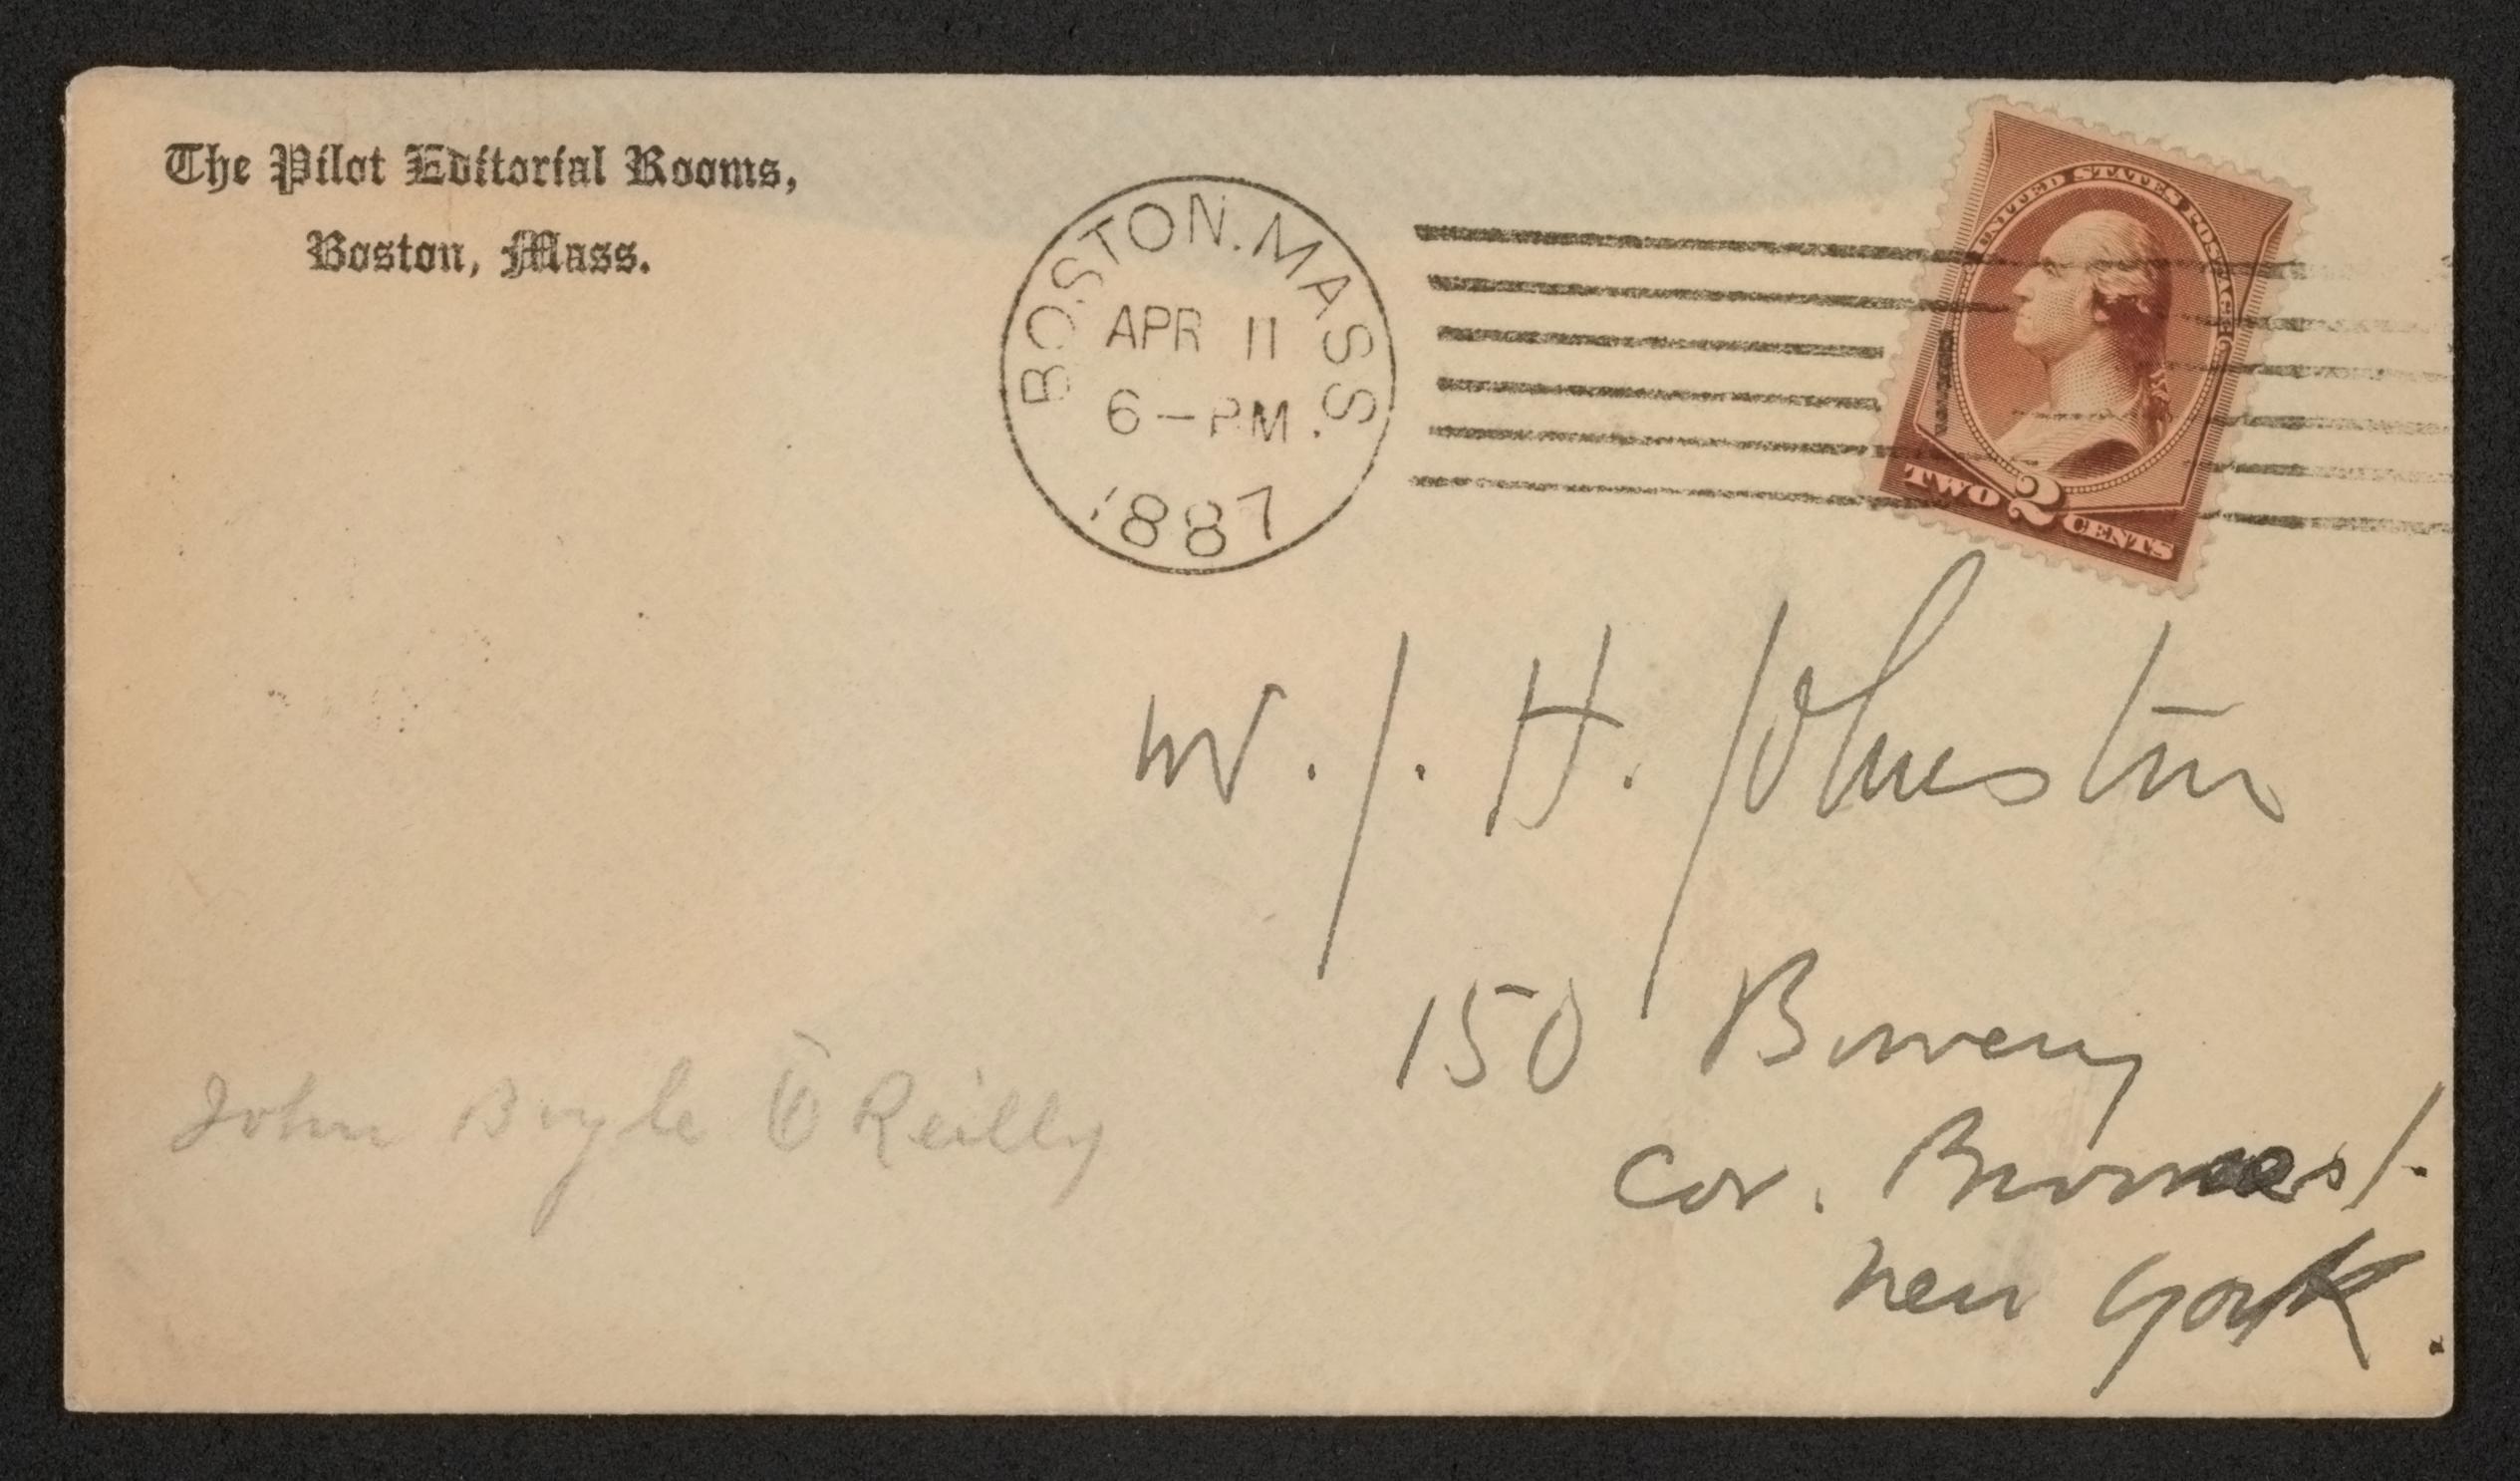 The Pilot Editorial Rooms,
Boston, Mass.
BOSTON. MASS.
APR 11
6-PM
1887
UNITED STATES POSTAGE
TWO 2 CENTS
W. J. H. Johnston
150 Bowery
Cor. Broome st.
New York.
John Boyle O'Reilly